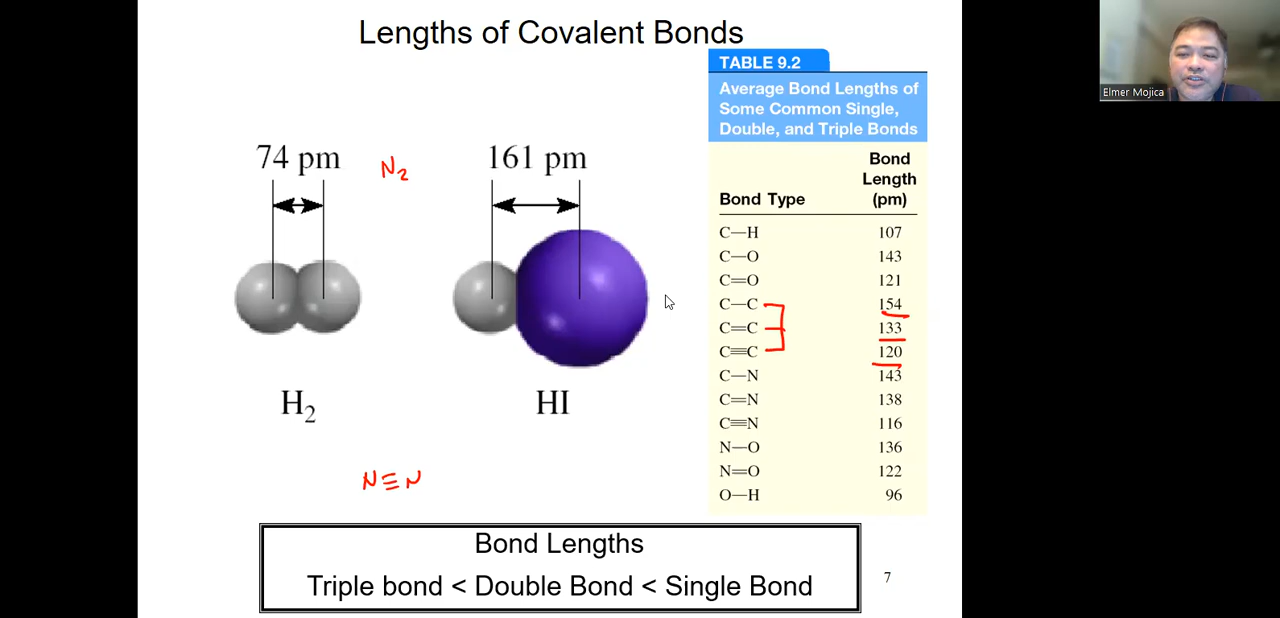 Lengths of Covalent Bonds
Elmer Mojica
74 pm
N₂
161 pm
H₂
HI
N≡N
TABLE 9.2
Average Bond Lengths of
Some Common Single,
Double, and Triple Bonds
Bond Type Bond Length (pm)
C—H 107
C—O 143
C=O 121
C—C 154
C=C 133
C≡C 120
C—N 143
C=N 138
C≡N 116
N—O 136
N=O 122
O—H 96
Bond Lengths
Triple bond < Double Bond < Single Bond
7